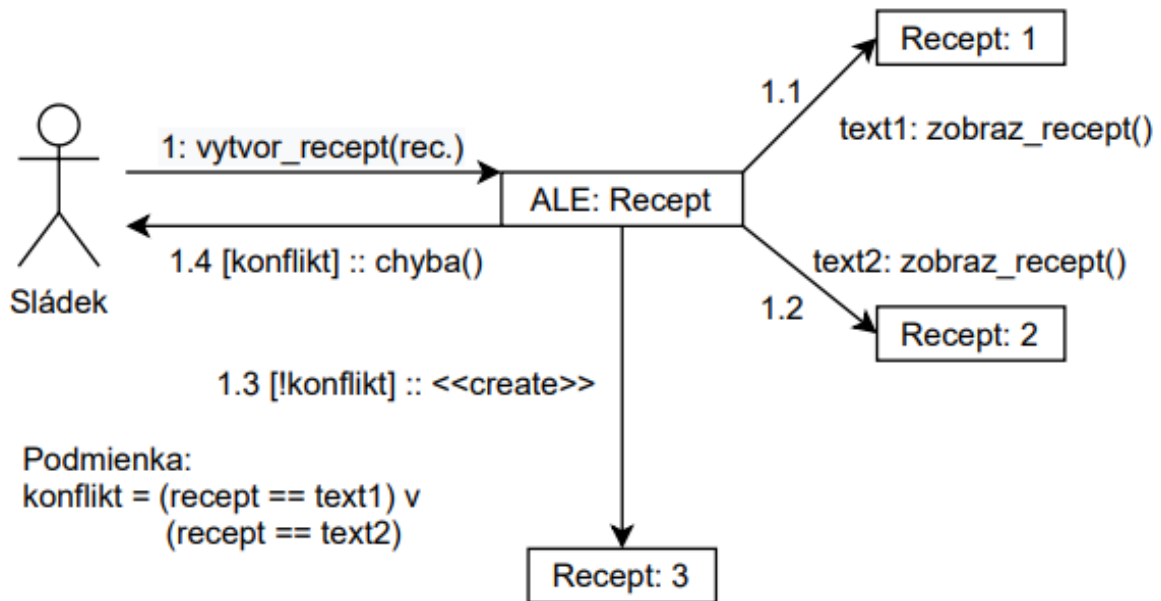 Recept: 1
1.1
text1: zobraz_recept()
1: vytvor_recept(rec.)
ALE: Recept
1.4 [konflikt] :: chyba()
text2: zobraz_recept()
Sládek
1.2
Recept: 2
1.3 [!konflikt] :: <<create>>
Podmienka:
konflikt = (recept == text1) v
(recept == text2)
Recept: 3